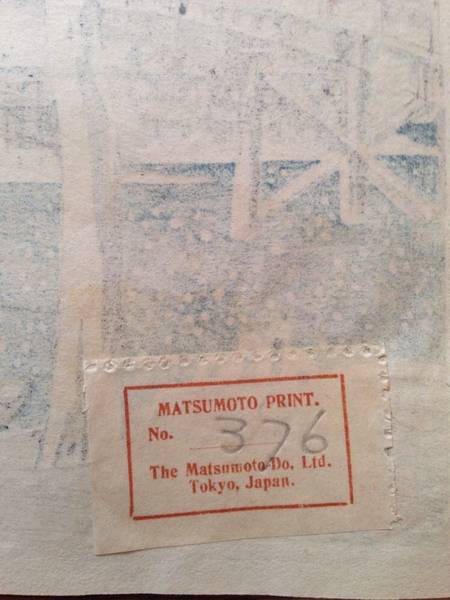 MATSUMOTO PRINT.
No. 376
The Matsumoto-Do, Ltd.
Tokyo, Japan.